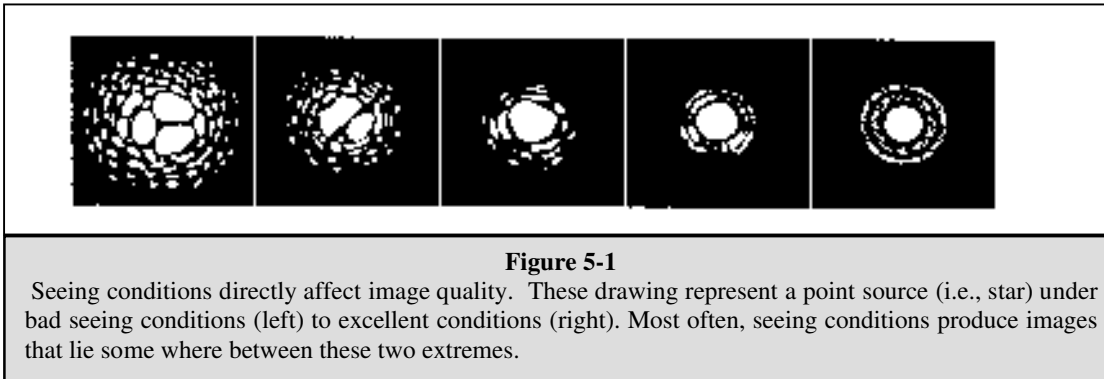 Figure 5-1
Seeing conditions directly affect image quality.  These drawing represent a point source (i.e., star) under
bad seeing conditions (left) to excellent conditions (right). Most often, seeing conditions produce images
that lie some where between these two extremes.